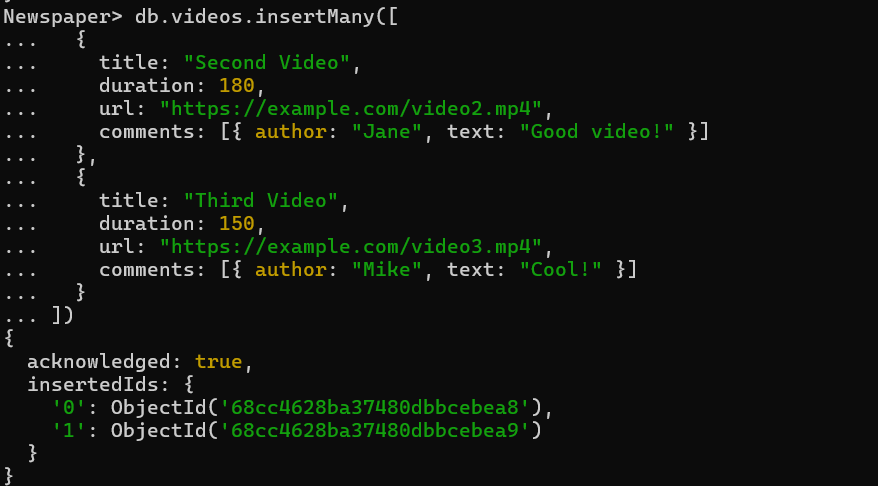 Newspaper> db.videos.insertMany([
...   {
...     title: "Second Video",
...     duration: 180,
...     url: "https://example.com/video2.mp4",
...     comments: [{ author: "Jane", text: "Good video!" }]
...   },
...   {
...     title: "Third Video",
...     duration: 150,
...     url: "https://example.com/video3.mp4",
...     comments: [{ author: "Mike", text: "Cool!" }]
...   }
... ])
{
  acknowledged: true,
  insertedIds: {
    '0': ObjectId('68cc4628ba37480dbbcebea8'),
    '1': ObjectId('68cc4628ba37480dbbcebea9')
  }
}